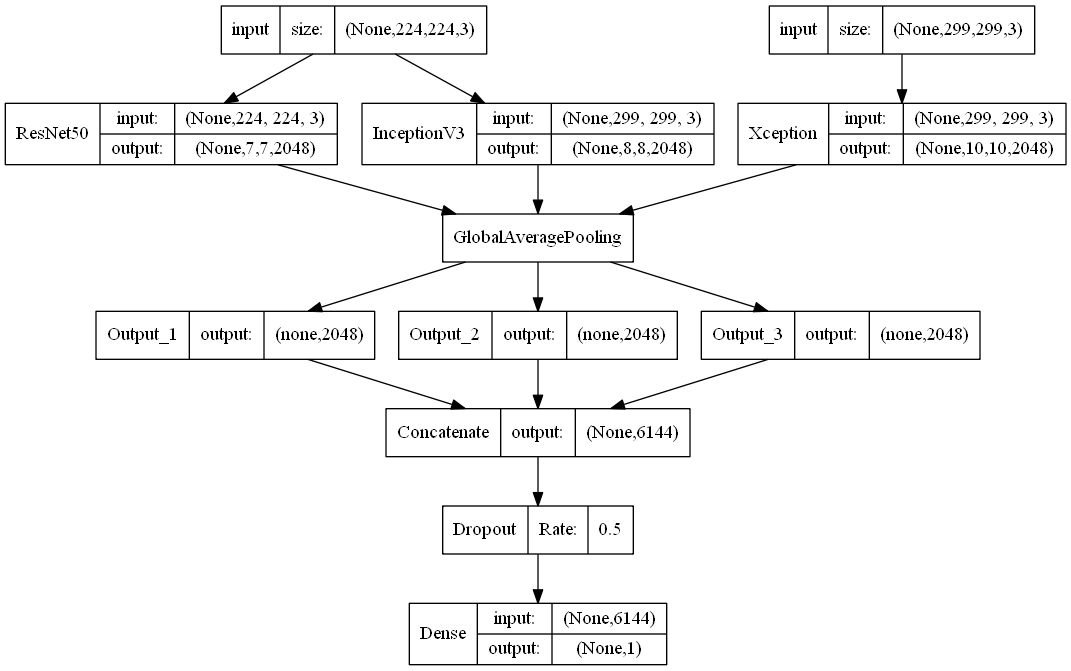 input size: (None,224,224,3)
input size: (None,299,299,3)
ResNet50 input: (None,224, 224, 3)
output: (None,7,7,2048)
InceptionV3 input: (None,299, 299, 3)
output: (None,8,8,2048)
Xception input: (None,299, 299, 3)
output: (None,10,10,2048)
GlobalAveragePooling
Output_1 output: (none,2048)
Output_2 output: (none,2048)
Output_3 output: (none,2048)
Concatenate output: (None,6144)
Dropout Rate: 0.5
Dense input: (None,6144)
output: (None,1)